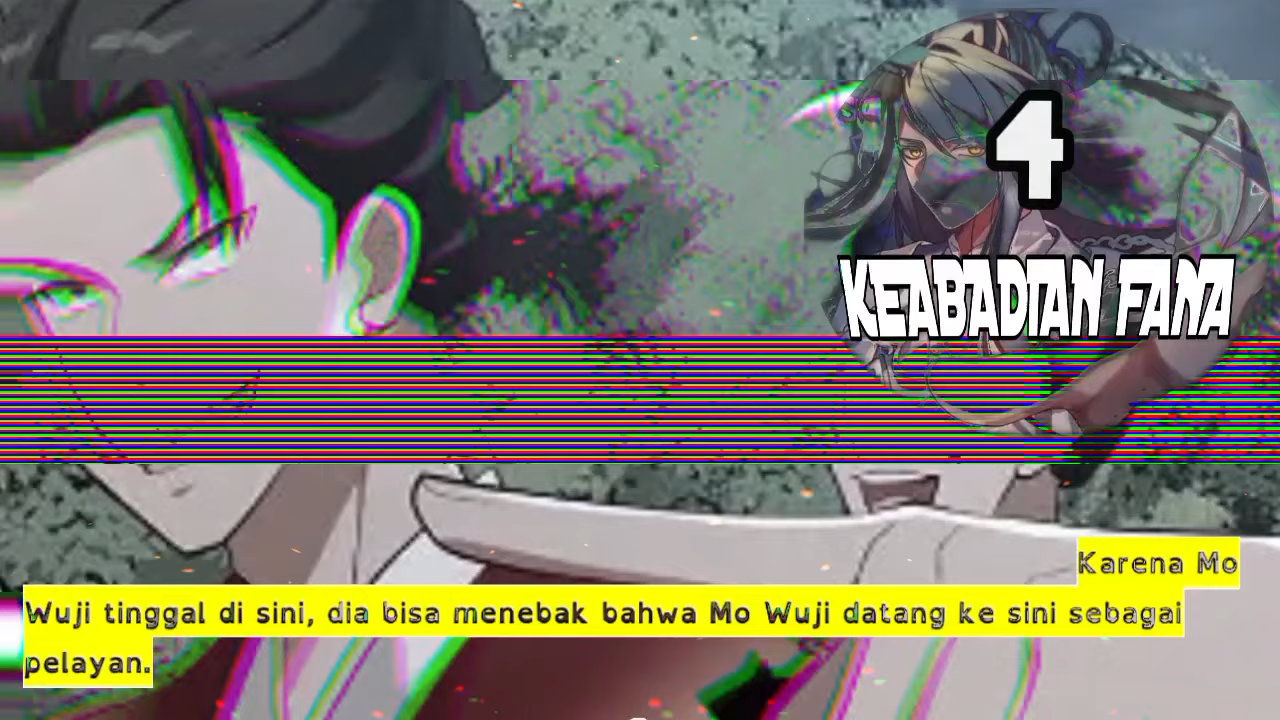 4
KEABADIAN FANA
Karena Mo
Wuji tinggal di sini, dia bisa menebak bahwa Mo Wuji datang ke sini sebagai
pelayan.